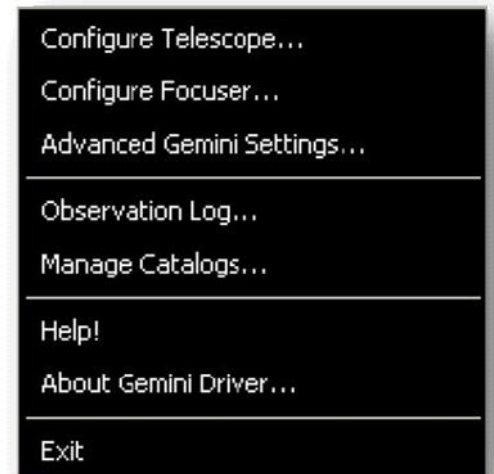 Configure Telescope...
Configure Focuser...
Advanced Gemini Settings...
Observation Log...
Manage Catalogs...
Help!
About Gemini Driver...
Exit